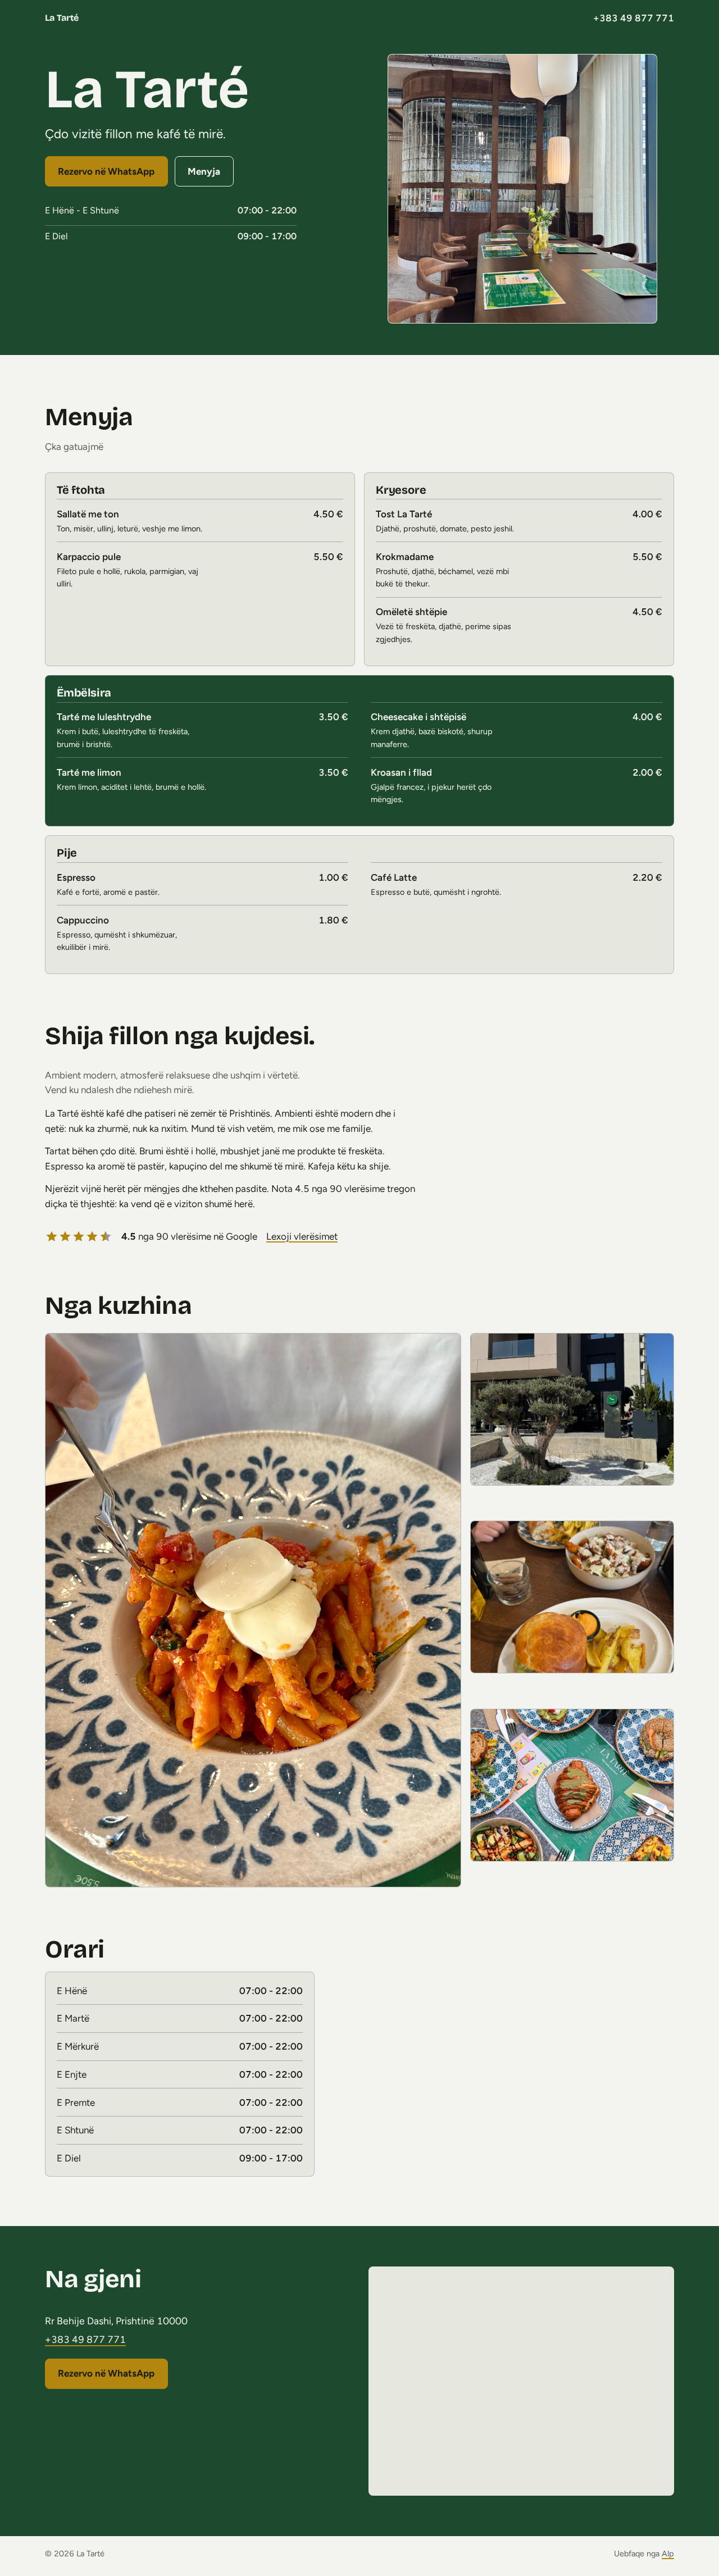 La Tarté
+383 49 877 771
La Tarté
Çdo vizitë fillon me kafé të mirë.
Rezervo në WhatsApp
Menyja
E Hënë - E Shtunë 07:00 - 22:00
E Diel 09:00 - 17:00
Menyja
Çka gatuajmë
Të ftohta
Sallatë me ton 4.50 €
Ton, misër, ullinj, leturë, veshje me limon.
Karpaccio pule 5.50 €
Fileto pule e hollë, rukola, parmigian, vaj
ulliri.
Kryesore
Tost La Tarté 4.00 €
Djathë, proshutë, domate, pesto jeshil.
Krokmadame 5.50 €
Proshutë, djathë, béchamel, vezë mbi
bukë të thekur.
Omëletë shtëpie 4.50 €
Vezë të freskëta, djathë, perime sipas
zgjedhjes.
Ëmbëlsira
Tarté me luleshtrydhe 3.50 €
Krem i butë, luleshtrydhe të freskëta,
brumë i brishtë.
Tarté me limon 3.50 €
Krem limon, aciditet i lehtë, brumë e hollë.
Cheesecake i shtëpisë 4.00 €
Krem djathë, bazë biskoté, shurup
manaferre.
Kroasan i fllad 2.00 €
Gjalpë francez, i pjekur herët çdo
mëngjes.
Pije
Espresso 1.00 €
Kafé e fortë, aromë e pastër.
Cappuccino 1.80 €
Espresso, qumësht i shkumëzuar,
ekuilibër i mirë.
Café Latte 2.20 €
Espresso e butë, qumësht i ngrohtë.
Shija fillon nga kujdesi.
Ambient modern, atmosferë relaksuese dhe ushqim i vërtetë.
Vend ku ndalesh dhe ndiehesh mirë.
La Tarté është kafé dhe patiseri në zemër të Prishtinës. Ambienti është modern dhe i
qetë: nuk ka zhurmë, nuk ka nxitim. Mund të vish vetëm, me mik ose me familje.
Tartat bëhen çdo ditë. Brumi është i hollë, mbushjet janë me produkte të freskëta.
Espresso ka aromë të pastër, kapuçino del me shkumë të mirë. Kafeja këtu ka shije.
Njerëzit vijnë herët për mëngjes dhe kthehen pasdite. Nota 4.5 nga 90 vlerësime tregon
diçka të thjeshtë: ka vend që e viziton shumë herë.
4.5 nga 90 vlerësime në Google Lexoji vlerësimet
Nga kuzhina
5.50€
LA TARTÉ
Orari
E Hënë 07:00 - 22:00
E Martë 07:00 - 22:00
E Mërkurë 07:00 - 22:00
E Enjte 07:00 - 22:00
E Premte 07:00 - 22:00
E Shtunë 07:00 - 22:00
E Diel 09:00 - 17:00
Na gjeni
Rr Behije Dashi, Prishtinë 10000
+383 49 877 771
Rezervo në WhatsApp
© 2026 La Tarté
Uebfaqe nga Alp